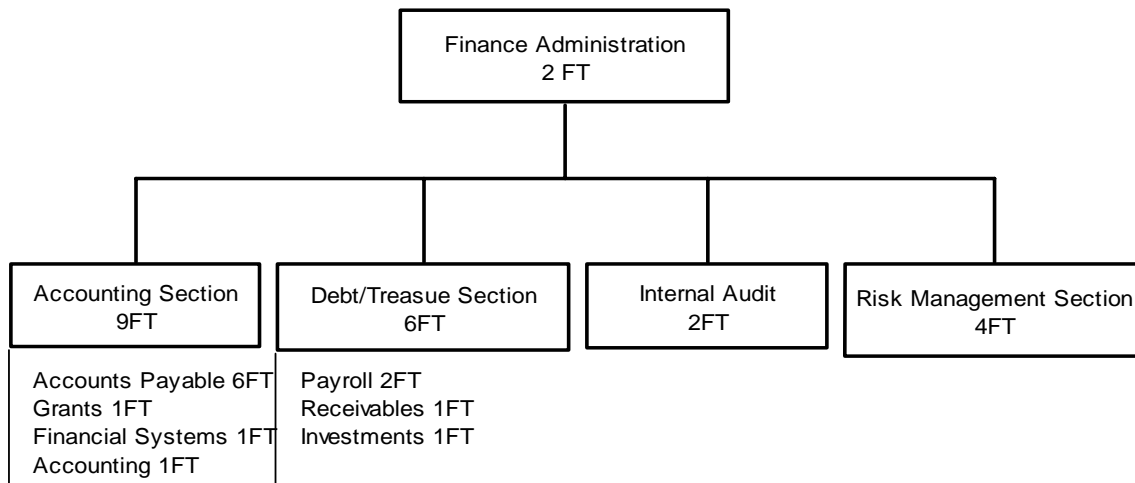 Finance Administration
2 FT
Accounting Section
9FT
Debt/Treasue Section
6FT
Internal Audit
2FT
Risk Management Section
4FT
Accounts Payable 6FT
Grants 1FT
Financial Systems 1FT
Accounting 1FT
Payroll 2FT
Receivables 1FT
Investments 1FT